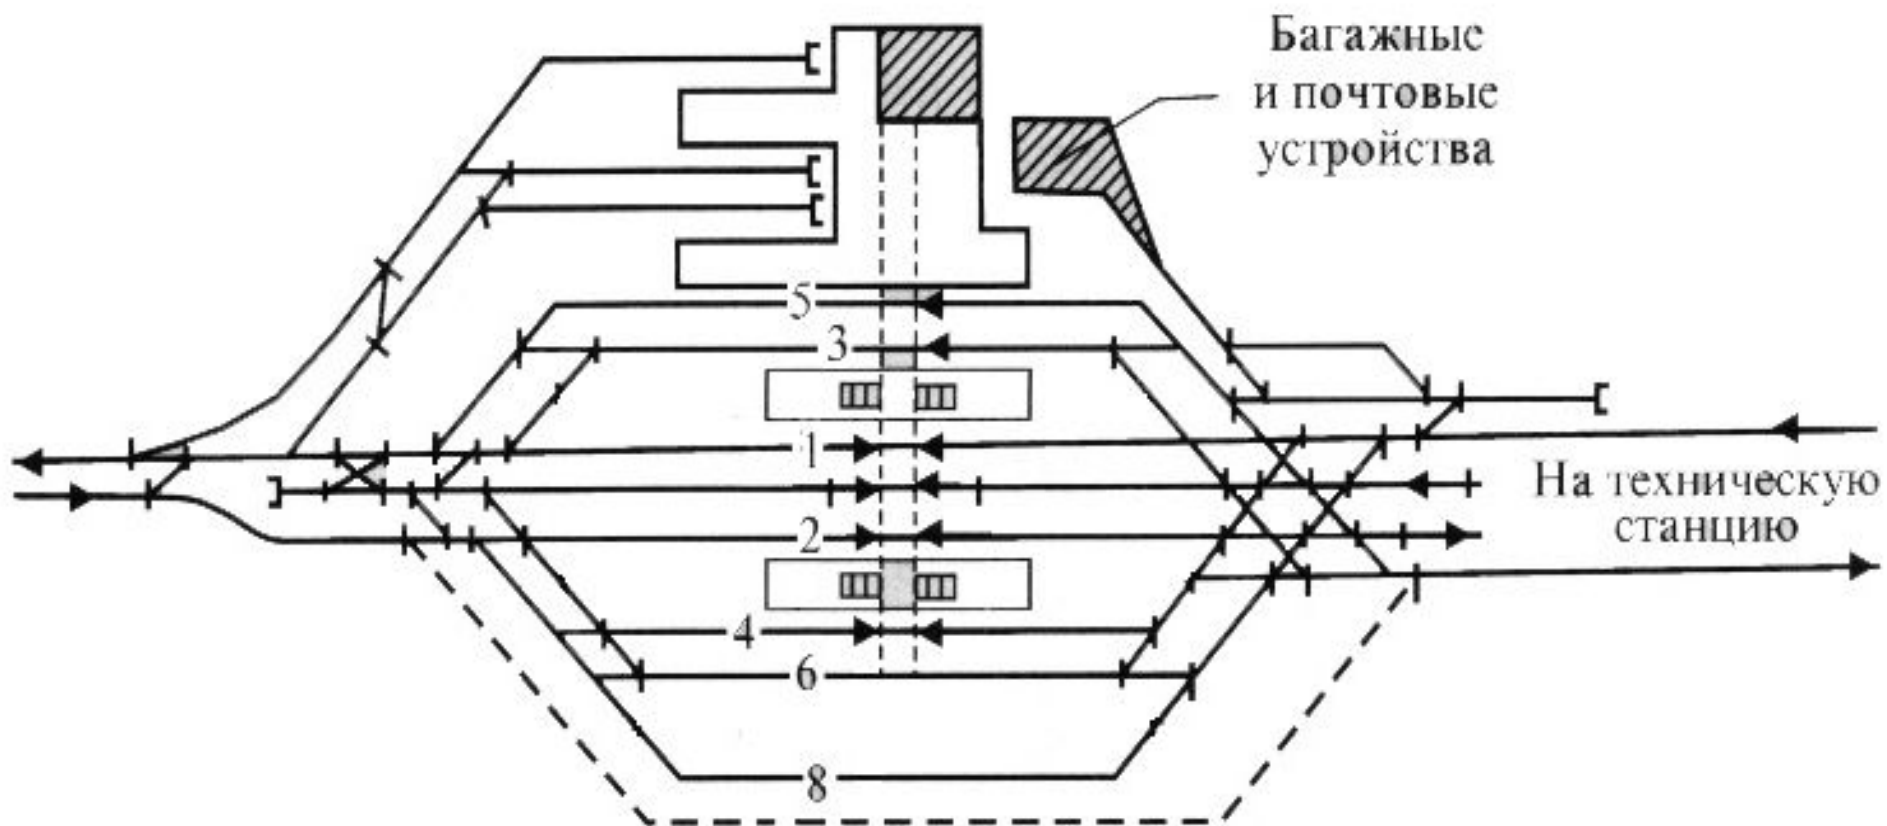 Багажные
и почтовые
устройства
5
3
1
На техническую
станцию
2
4
6
8